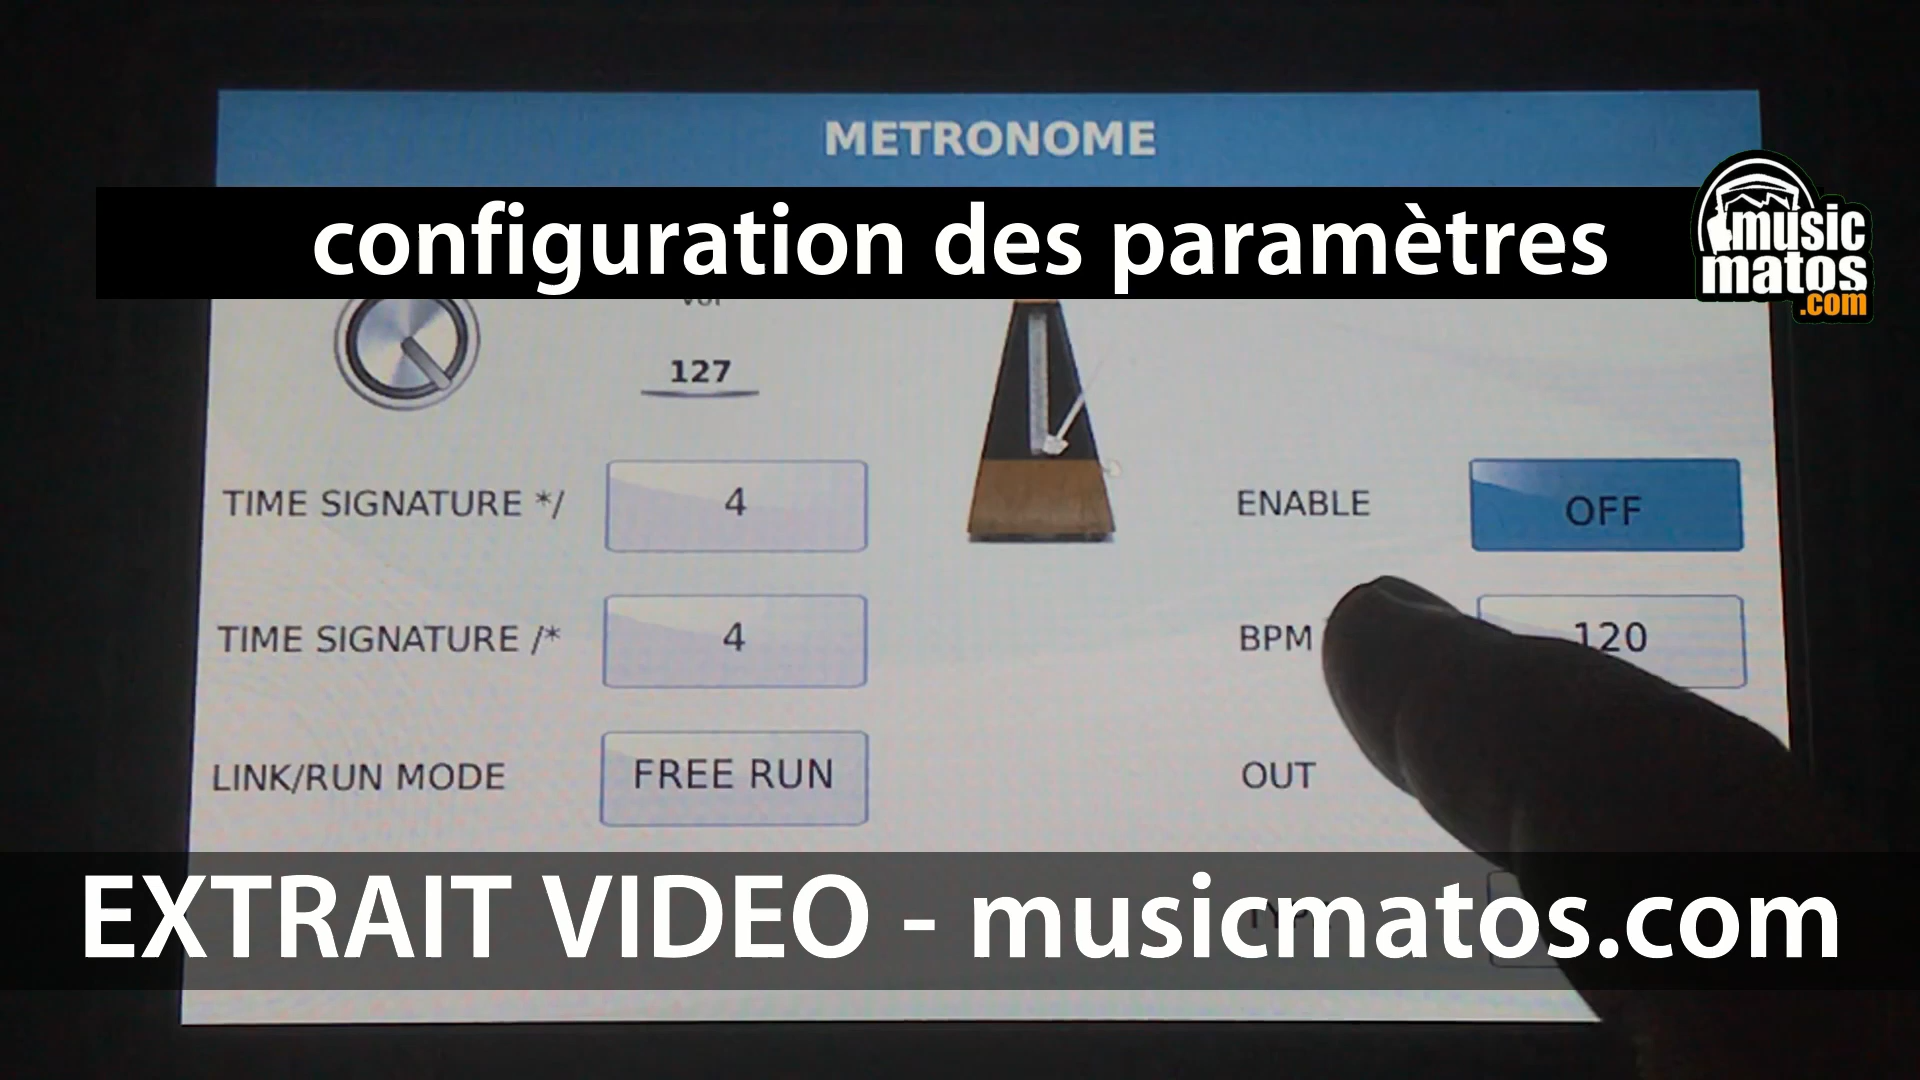 METRONOME
configuration des paramètres
music
matos
.com
127
TIME SIGNATURE */
4
ENABLE
OFF
TIME SIGNATURE /*
4
BPM
120
LINK/RUN MODE
FREE RUN
OUT
EXTRAIT VIDEO - musicmatos.com